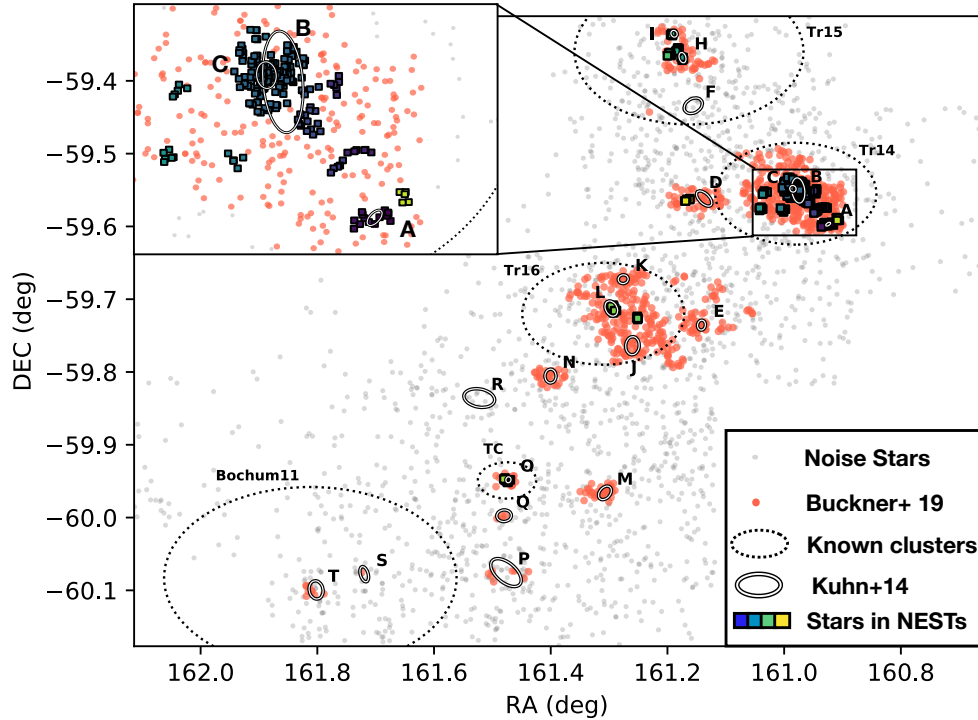 B
C
A
I
H
Tr15
F
Tr14
C
B
D
A
Tr16
K
L
E
J
N
R
TC
O
M
Q
Bochum11
P
S
T
−59.4
−59.5
−59.6
−59.7
−59.8
−59.9
−60.0
−60.1
DEC (deg)
162.0
161.8
161.6
161.4
161.2
161.0
160.8
RA (deg)
Noise Stars
Buckner+ 19
Known clusters
Kuhn+14
Stars in NESTs